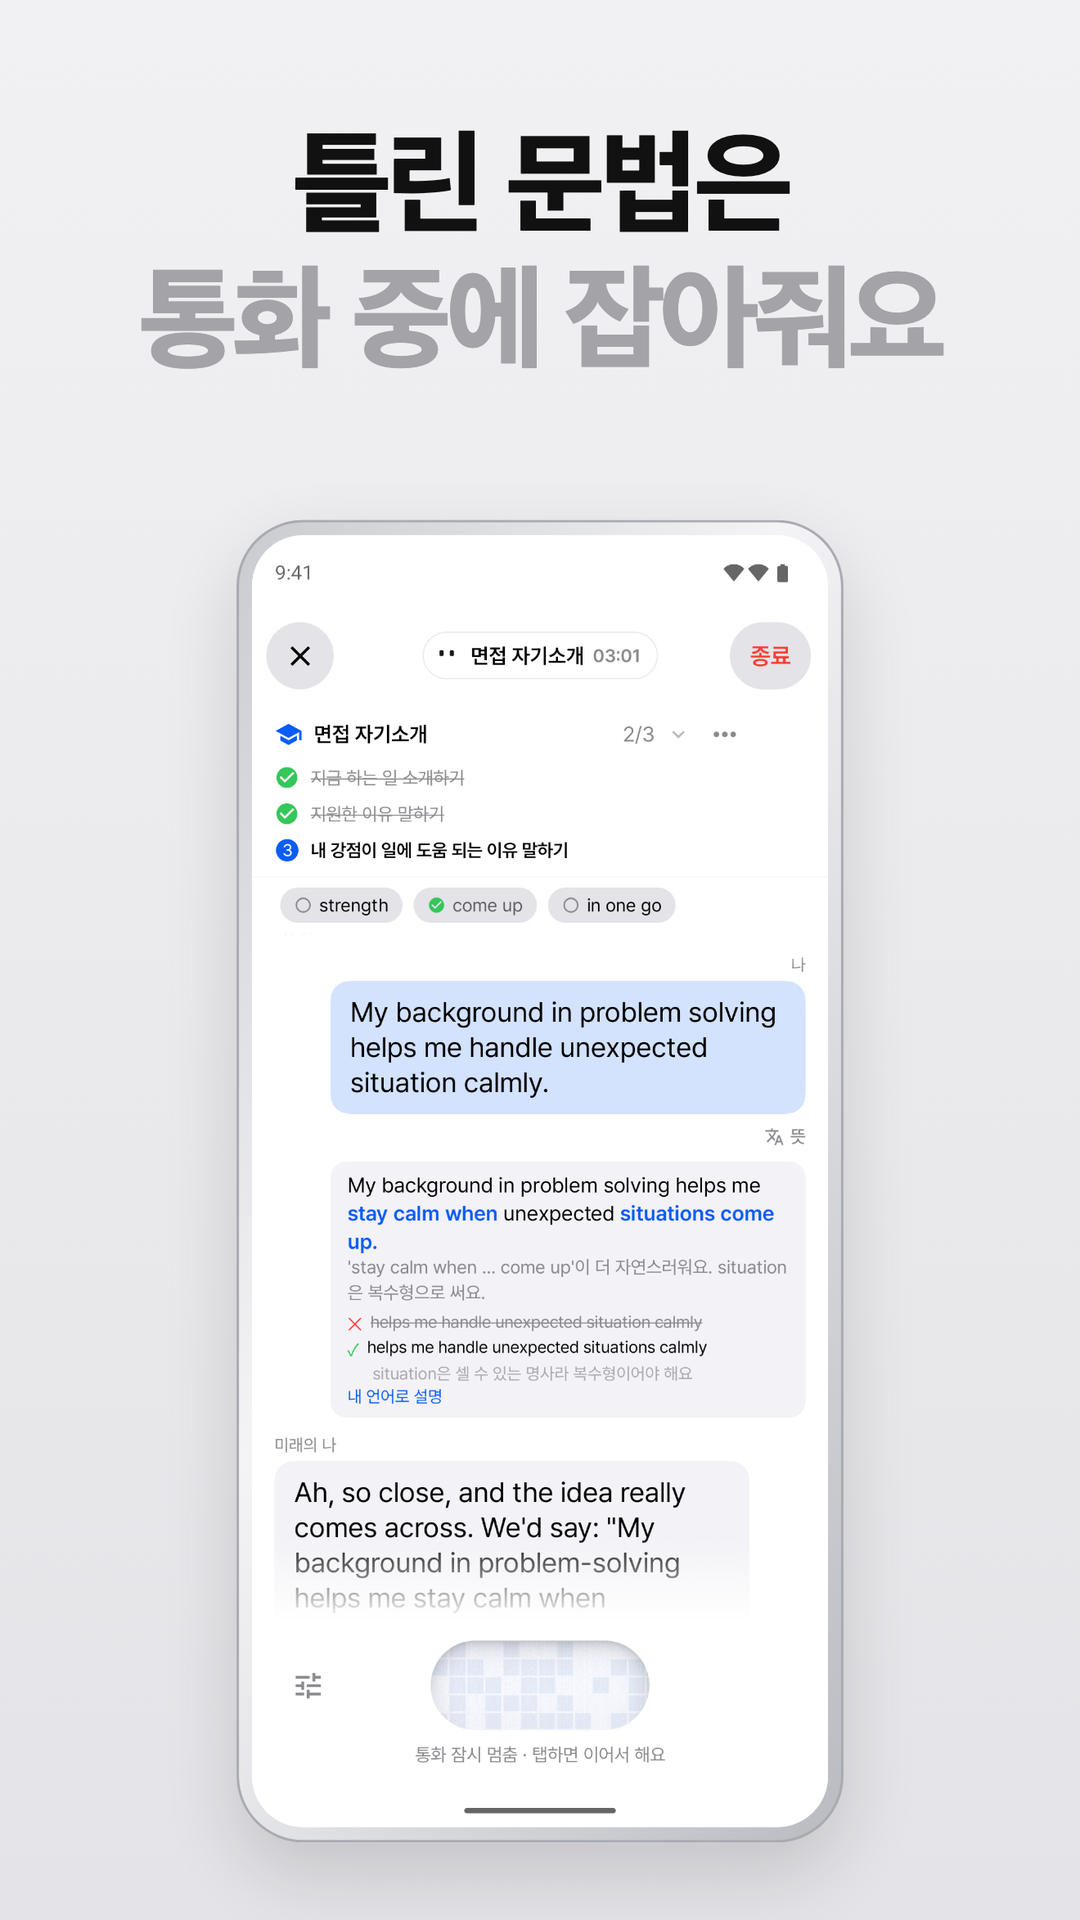 틀린 문법은
통화 중에 잡아줘요
9:41
면접 자기소개 03:01
종료
면접 자기소개 2/3
지금 하는 일 소개하기
지원한 이유 말하기
3 내 강점이 일에 도움 되는 이유 말하기
strength come up in one go
나
My background in problem solving
helps me handle unexpected
situation calmly.
뜻
My background in problem solving helps me
stay calm when unexpected situations come
up.
'stay calm when ... come up'이 더 자연스러워요. situation
은 복수형으로 써요.
helps me handle unexpected situation calmly
helps me handle unexpected situations calmly
situation은 셀 수 있는 명사라 복수형이어야 해요
내 언어로 설명
미래의 나
Ah, so close, and the idea really
comes across. We'd say: "My
background in problem-solving
helps me stay calm when
통화 잠시 멈춤 · 탭하면 이어서 해요